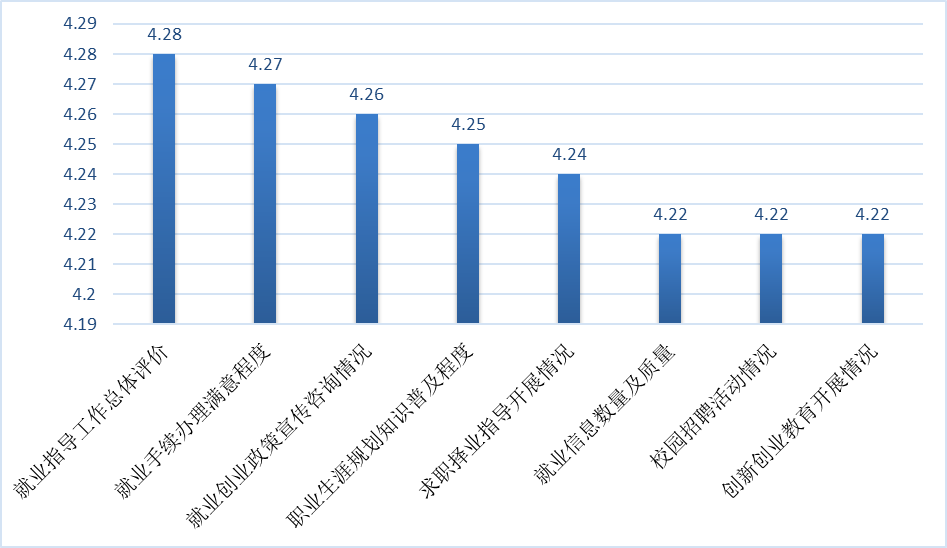 4.29
4.28
4.27
4.26
4.25
4.24
4.23
4.22
4.21
4.2
4.19
4.28
4.27
4.26
4.25
4.24
4.22
4.22
4.22
就业指导工作总体评价
就业手续办理满意程度
就业创业政策宣传咨询情况
职业生涯规划知识普及程度
求职择业指导开展情况
就业信息数量及质量
校园招聘活动情况
创新创业教育开展情况